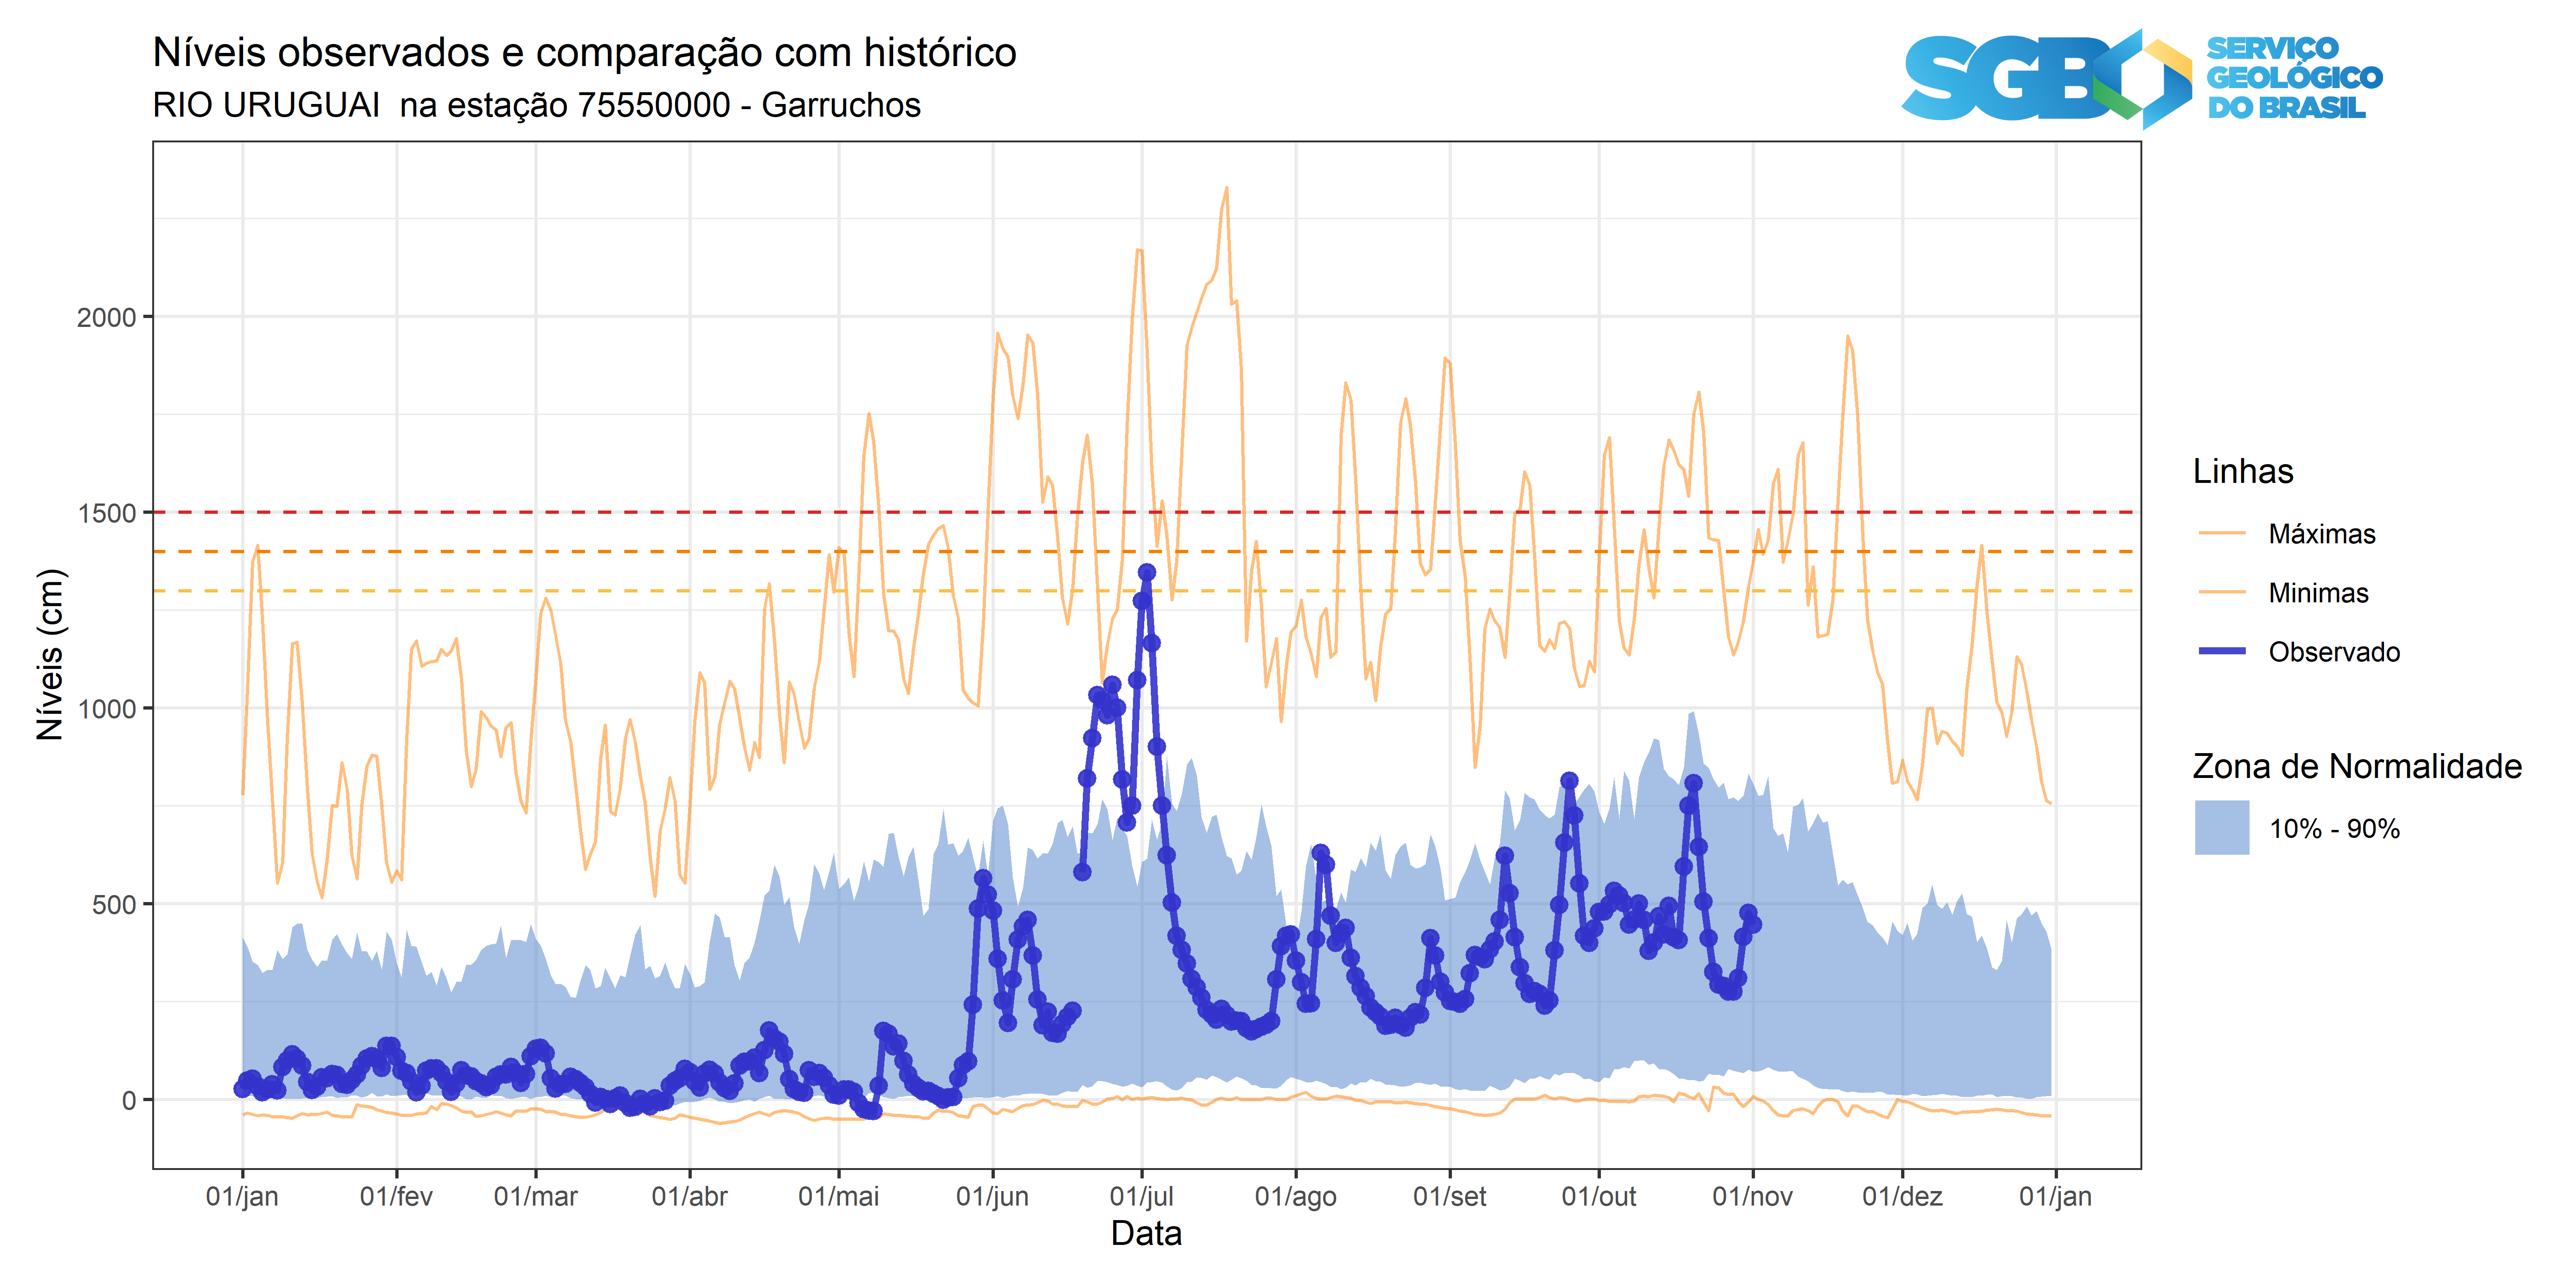 Níveis observados e comparação com histórico
RIO URUGUAI  na estação 75550000 - Garruchos
SGB
SERVIÇO
GEOLÓGICO
DO BRASIL
Níveis (cm)
2000
1500
1000
500
0
01/jan
01/fev
01/mar
01/abr
01/mai
01/jun
01/jul
01/ago
01/set
01/out
01/nov
01/dez
01/jan
Data
Linhas
Máximas
Minimas
Observado
Zona de Normalidade
10% - 90%